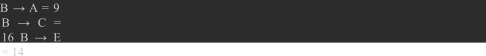 B → A = 9
B → C =
16 B → E
= 14